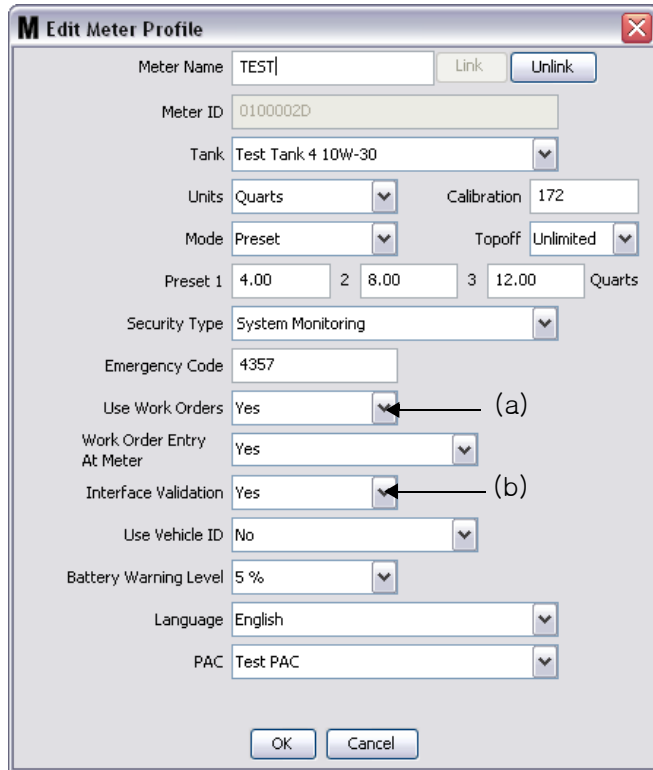 M Edit Meter Profile
Meter Name TEST Link Unlink
Meter ID 0100002D
Tank Test Tank 4 10W-30
Units Quarts Calibration 172
Mode Preset Topoff Unlimited
Preset 1 4.00 2 8.00 3 12.00 Quarts
Security Type System Monitoring
Emergency Code 4357
Use Work Orders Yes (a)
Work Order Entry
At Meter Yes
Interface Validation Yes (b)
Use Vehicle ID No
Battery Warning Level 5 %
Language English
PAC Test PAC
OK Cancel